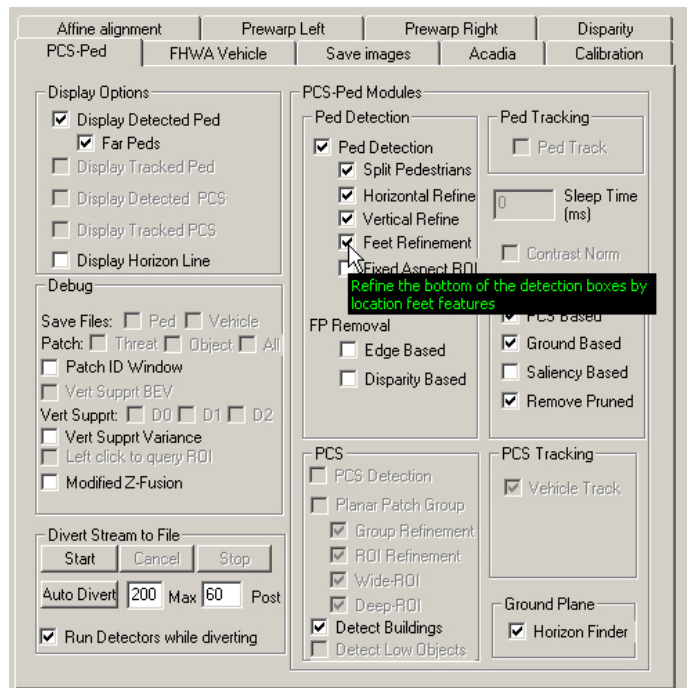 Affine alignment Prewarp Left Prewarp Right Disparity
PCS-Ped FHWA Vehicle Save images Acadia Calibration
Display Options
Display Detected Ped
Far Peds
Display Tracked Ped
Display Detected PCS
Display Tracked PCS
Display Horizon Line
Debug
Save Files: Ped Vehicle
Patch: Threat Object All
Patch ID Window
Vert Supprt BEV
Vert Supprt: D0 D1 D2
Vert Supprt Variance
Left click to query ROI
Modified Z-Fusion
Divert Stream to File
Start Cancel Stop
Auto Divert 200 Max 60 Post
Run Detectors while diverting
PCS-Ped Modules
Ped Detection
Ped Detection
Split Pedestrians
Horizontal Refine
Vertical Refine
Feet Refinement
Fixed Aspect ROI
Refine the bottom of the detection boxes by
location feet features
FP Removal
Edge Based
Disparity Based
Ped Tracking
Ped Track
0 Sleep Time
(ms)
Contrast Norm
PCS Based
Ground Based
Saliency Based
Remove Pruned
PCS
PCS Detection
Planar Patch Group
Group Refinement
ROI Refinement
Wide-ROI
Deep-ROI
Detect Buildings
Detect Low Objects
PCS Tracking
Vehicle Track
Ground Plane
Horizon Finder